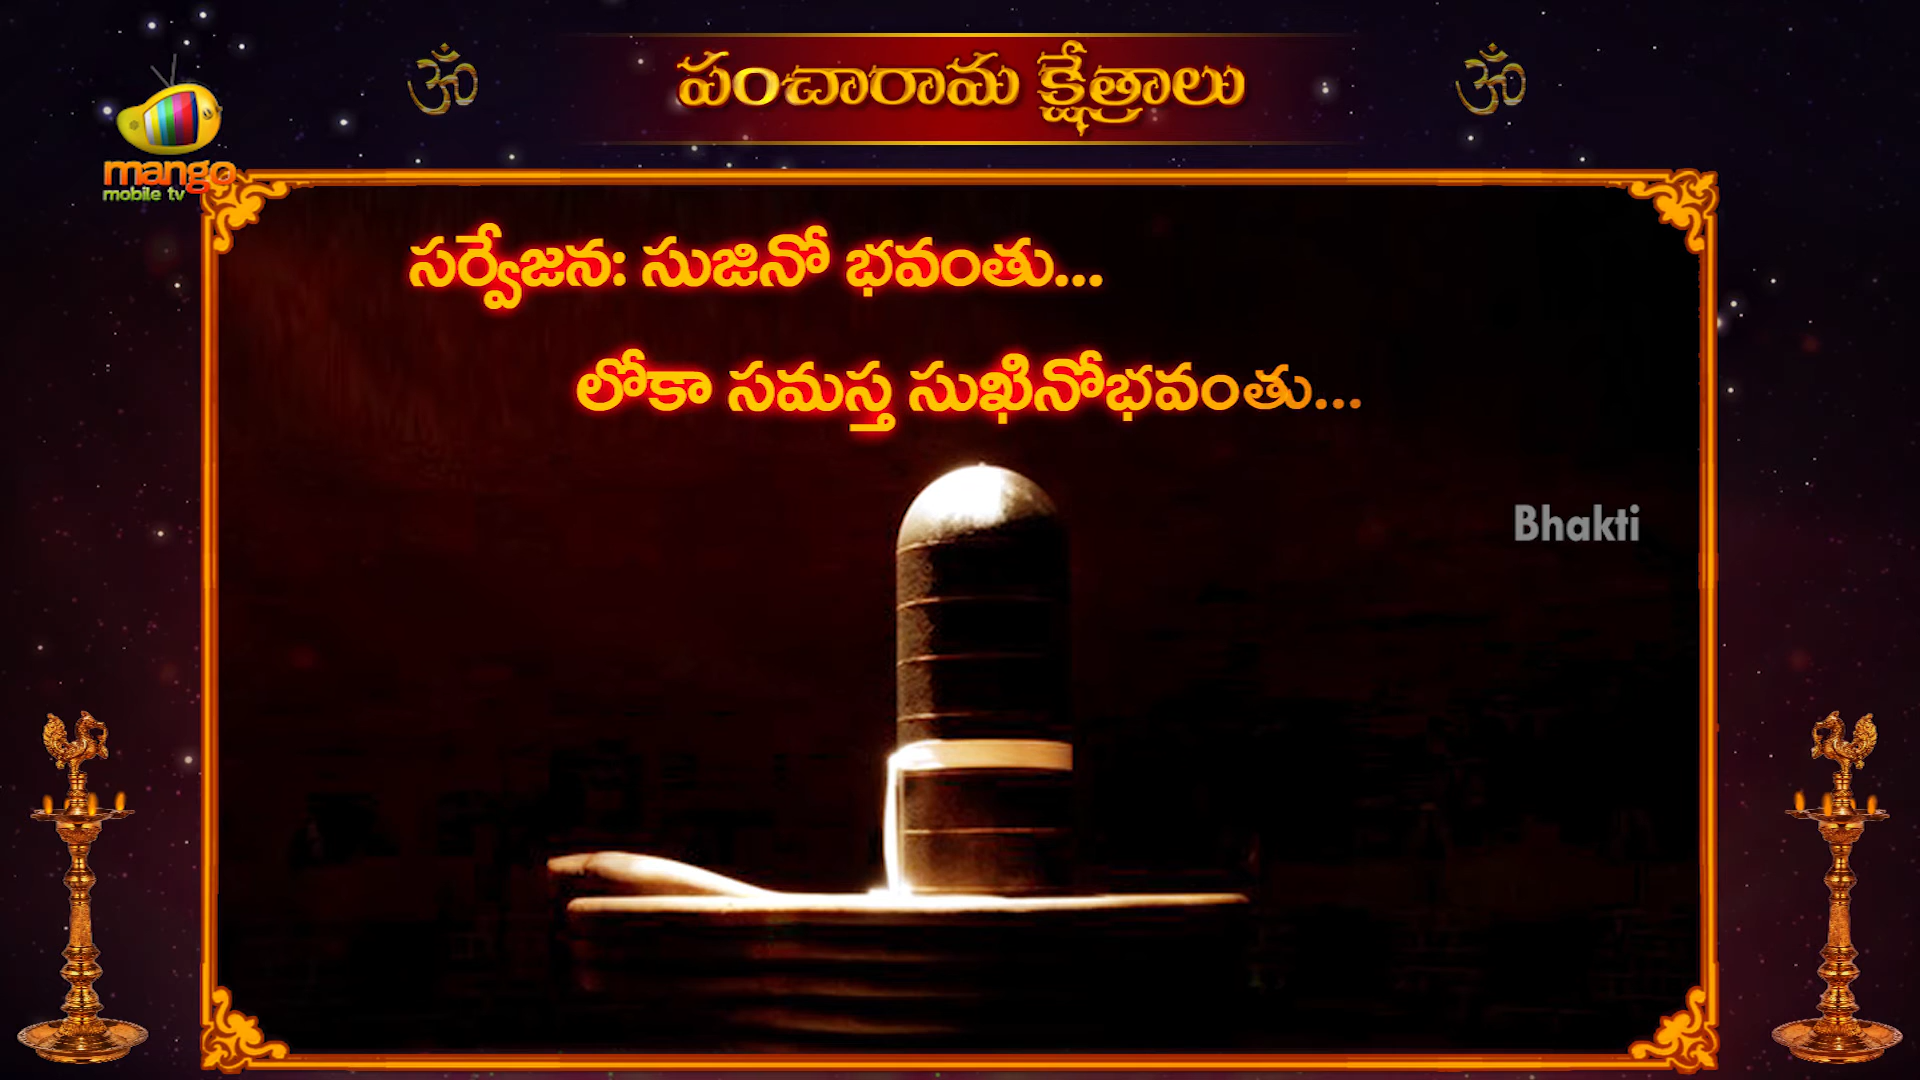 పంచారామ క్షేత్రాలు
ॐ
ॐ
mango
mobile tv
సర్వేజన: సుజినో భవంతు...
లోకా సమస్త సుఖినోభవంతు...
Bhakti